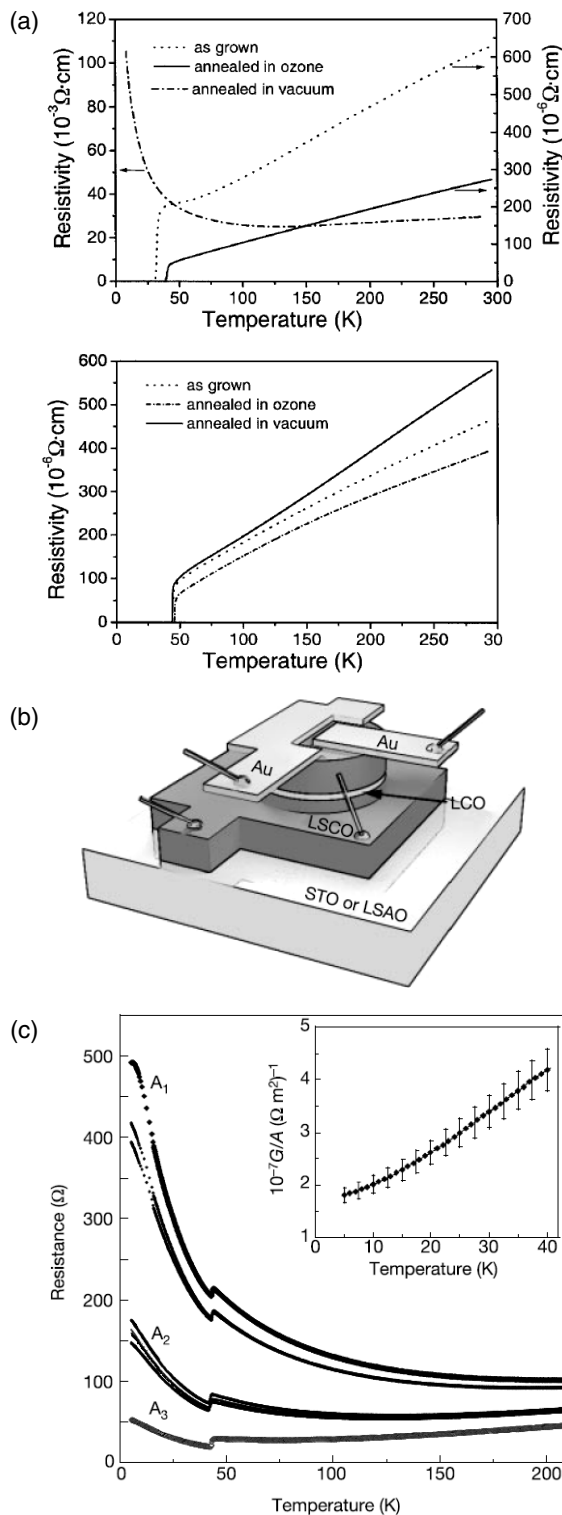 (a)
120
100
80
60
40
20
0
Resistivity (10⁻³Ω·cm)
as grown
annealed in ozone
annealed in vacuum
700
600
500
400
300
200
100
0
Resistivity (10⁻⁶Ω·cm)
0 50 100 150 200 250 300
Temperature (K)
600
500
400
300
200
100
0
Resistivity (10⁻⁶Ω·cm)
as grown
annealed in ozone
annealed in vacuum
0 50 100 150 200 250 30
Temperature (K)
(b)
Au
Au
LCO
LSCO
STO or LSAO
(c)
500
400
300
200
100
0
Resistance (Ω)
A₁
A₂
A₃
5
4
3
2
1
10⁻⁷G/A (Ω m²)⁻¹
0 5 10 15 20 25 30 35 40
Temperature (K)
0 50 100 150 200
Temperature (K)